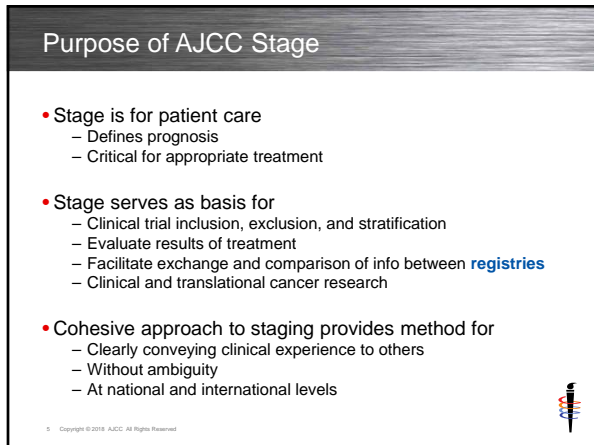 Purpose of AJCC Stage
• Stage is for patient care
– Defines prognosis
– Critical for appropriate treatment
• Stage serves as basis for
– Clinical trial inclusion, exclusion, and stratification
– Evaluate results of treatment
– Facilitate exchange and comparison of info between registries
– Clinical and translational cancer research
• Cohesive approach to staging provides method for
– Clearly conveying clinical experience to others
– Without ambiguity
– At national and international levels
5 Copyright © 2018 AJCC All Rights Reserved